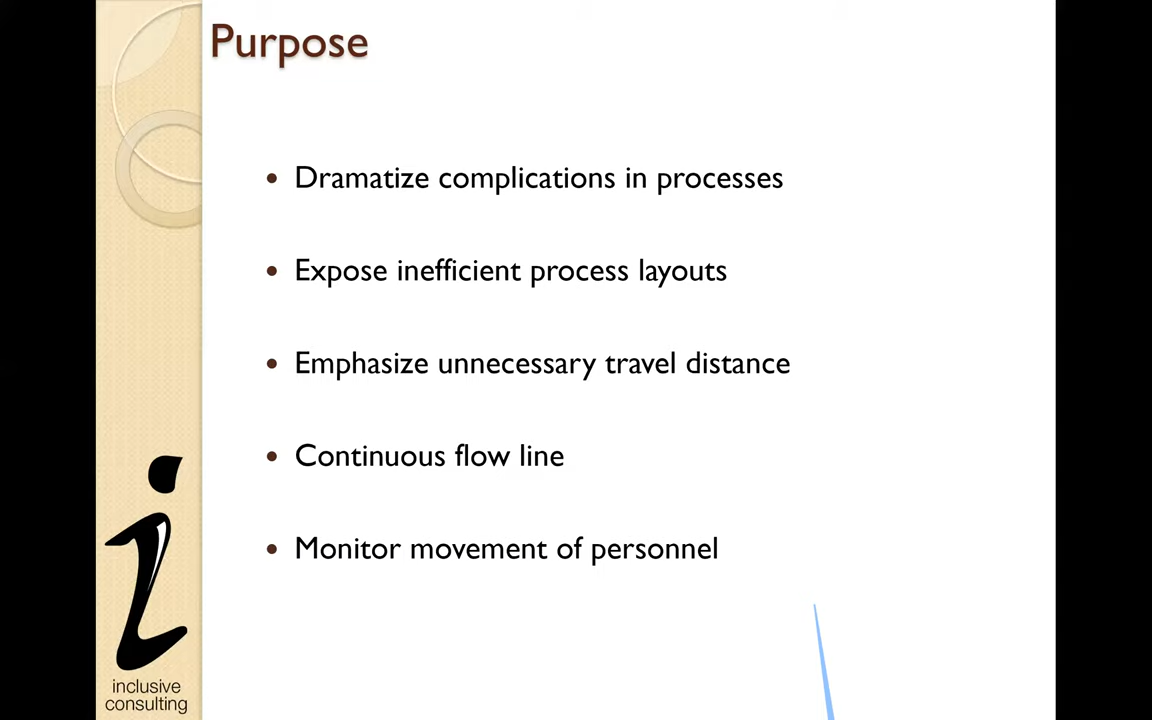 Purpose
• Dramatize complications in processes
• Expose inefficient process layouts
• Emphasize unnecessary travel distance
• Continuous flow line
• Monitor movement of personnel
inclusive
consulting